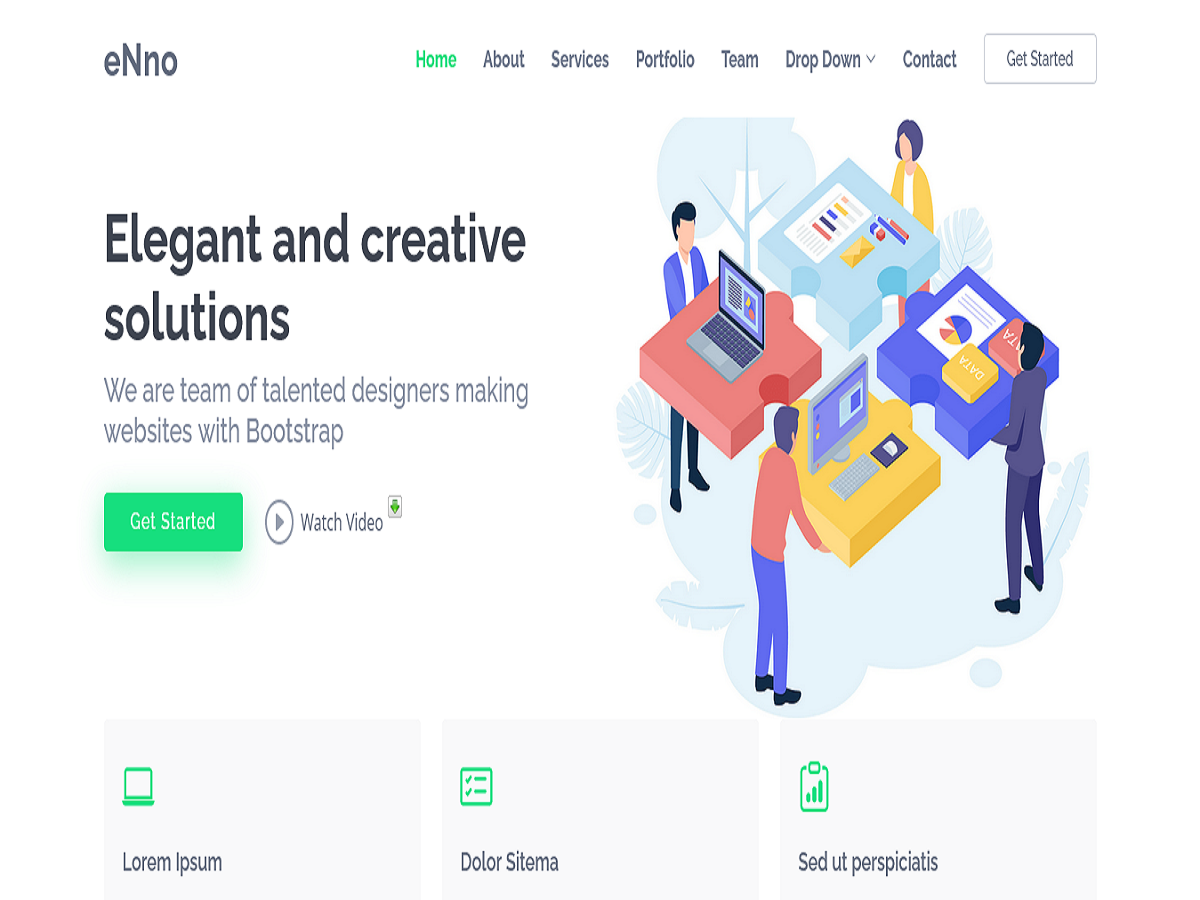 eNno
Home About Services Portfolio Team Drop Down Contact Get Started
Elegant and creative
solutions
We are team of talented designers making
websites with Bootstrap
Get Started Watch Video
DATA
DATA
Lorem Ipsum Dolor Sitema Sed ut perspiciatis